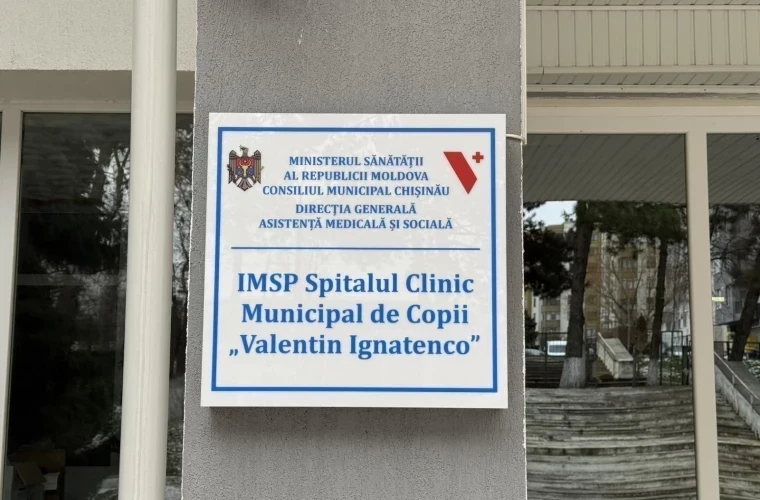 MINISTERUL SĂNĂTĂȚII
AL REPUBLICII MOLDOVA
CONSILIUL MUNICIPAL CHIȘINĂU
DIRECȚIA GENERALĂ
ASISTENȚĂ MEDICALĂ ȘI SOCIALĂ
IMSP Spitalul Clinic
Municipal de Copii
„Valentin Ignatenco”